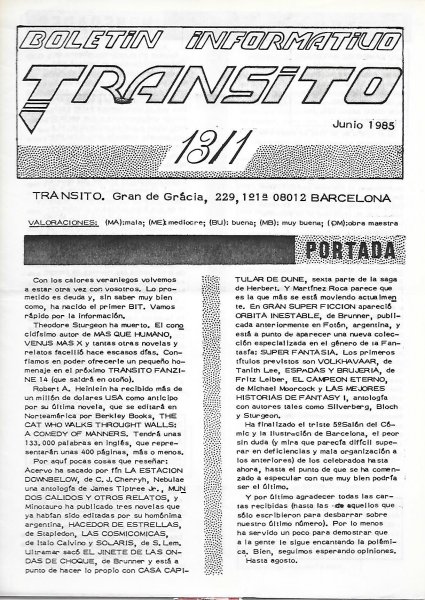 BOLETIN INFORMATIVO
TRANSITO
Junio 1985
13/1
TRANSITO. Gran de Grácia, 229, 1º1ª 08012 BARCELONA
VALORACIONES: (MA):mala; (ME):mediocre; (BU): buena; (MB): muy buena; (OM):obra maestra
PORTADA
Con los calores veraniegos volvemos
a estar otra vez con vosotros. Lo pro-
metido es deuda y, sin saber muy bien
como, ha nacido el primer BIT. Vamos
rápido por la información.
Theodore Sturgeon ha muerto. El cono
cidísimo autor de MAS QUE HUMANO,
VENUS MAS X y tantas otras novelas y
relatos falleció hace escasos días. Con-
fiamos en poder ofrecerle un pequeño ho-
menaje en el próximo TRANSITO FANZI-
NE 14 (que saldrá en otoño).
Robert A. Heinlein ha recibido más de
un millón de dólares USA como antici-
po por su última novela, que se editará en
Norteamérica por Berkley Books, THE
CAT WHO WALKS THROUGHT WALLS:
A COMEDY OF MANNERS. Tendrá unas
133.000 palabras en inglés, que repre-
sentarán unas 400 páginas, más o menos.
Por aquí pocas cosas que reseñar:
Acervo ha sacado por fín LA ESTACION
DOWNBELOW, de C.J. Cherryh, Nebulae
una antología de James Tiptree Jr., MUN
DOS CALIDOS Y OTROS RELATOS, y
Minotauro ha publicado tres novelas que
ya habían sido editadas por su homónima
argentina, HACEDOR DE ESTRELLAS,
de Stapledon, LAS COSMICOMICAS,
de Italo Calvino y SOLARIS, de S. Lem.
Ultramar sacó EL JINETE DE LAS ON-
DAS DE CHOQUE, de Brunner y está a
punto de hacer lo propio con CASA CAPI-
TULAR DE DUNE, sexta parte de la saga
de Herbert. Y Martínez Roca parece que
es la que más se está moviendo actualmen
te. En GRAN SUPER FICCION apareció
ORBITA INESTABLE, de Brunner, publi-
cada anteriormente en Fotón, argentina, y
está a punto de aparecer una nueva colec-
ción especializada en el género de la Fan-
tasía: SUPER FANTASIA. Los primeros
títulos previstos son VOLKHAVAAR, de
Tanith Lee, ESPADAS Y BRUJERIA, de
Fritz Leiber, EL CAMPEON ETERNO,
de Michael Moorcock y LAS MEJORES
HISTORIAS DE FANTASY I, antología
con autores tales como Silverberg, Bloch
y Sturgeon.
Ha finalizado el triste 5º Salón del Có-
mic y la Ilustración de Barcelona, el peor
sin duda (y mira que parecía difícil supe-
rar en deficiencias y mala organización a
los anteriores) de los celebrados hasta
ahora, hasta el punto de que se ha comen-
zado a especular con que muy bien podría
ser el último.
Y por último agradecer todas las car-
tas recibidas (hasta las de aquellos que
sólo escribieron para desbarrar sobre
nuestro último número). Por lo menos
ha servido un poco para demostrar que
a la gente le sigue encantando la polémi-
ca. Bien, seguimos esperando opiniones.
Hasta agosto.